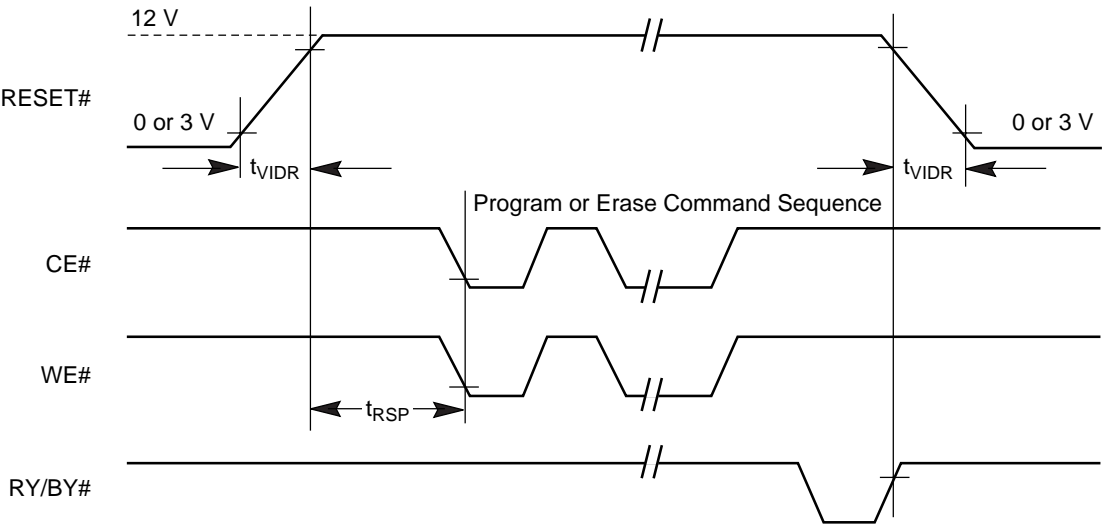 12 V
RESET#
0 or 3 V
0 or 3 V
tVIDR
tVIDR
Program or Erase Command Sequence
CE#
WE#
tRSP
RY/BY#